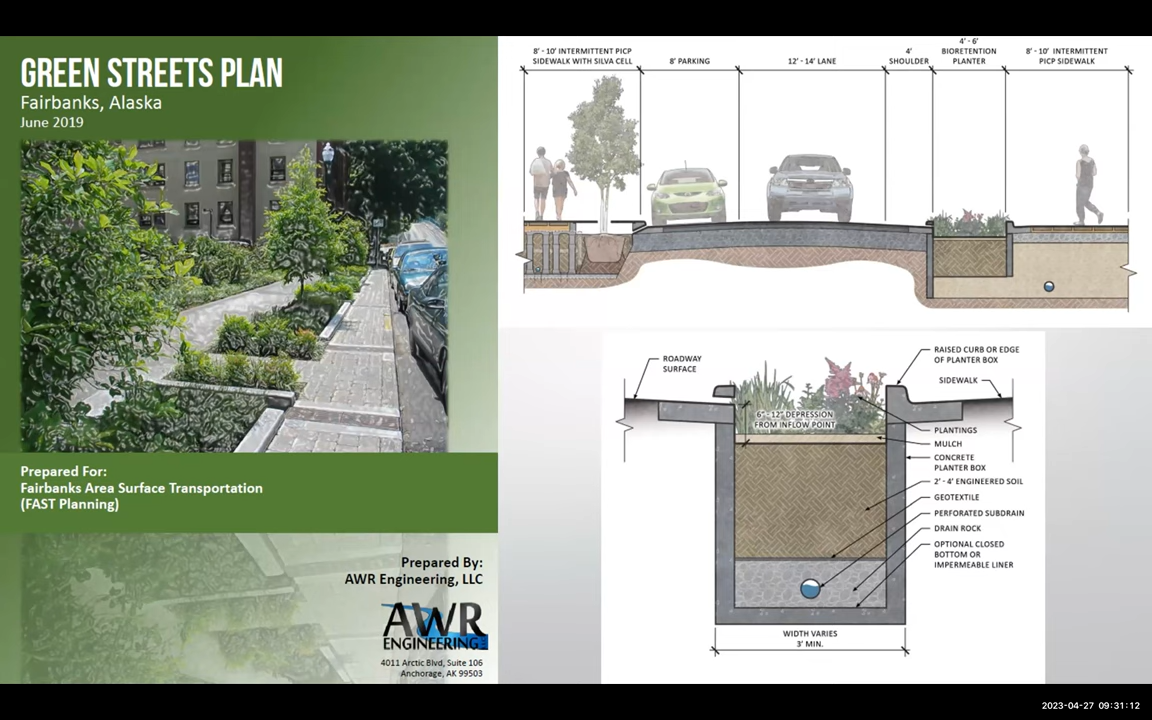 GREEN STREETS PLAN
Fairbanks, Alaska
June 2019
Prepared For:
Fairbanks Area Surface Transportation
(FAST Planning)
Prepared By:
AWR Engineering, LLC
AWR
ENGINEERING
4011 Arctic Blvd, Suite 106
Anchorage, AK 99503
8' - 10' INTERMITTENT PICP
SIDEWALK WITH SILVA CELL
8' PARKING
12' - 14' LANE
4'
SHOULDER
4' - 6'
BIORETENTION
PLANTER
8' - 10' INTERMITTENT
PICP SIDEWALK
ROADWAY
SURFACE
RAISED CURB OR EDGE
OF PLANTER BOX
SIDEWALK
6" - 12" DEPRESSION
FROM INFLOW POINT
PLANTINGS
MULCH
CONCRETE
PLANTER BOX
2' - 4' ENGINEERED SOIL
GEOTEXTILE
PERFORATED SUBDRAIN
DRAIN ROCK
OPTIONAL CLOSED
BOTTOM OR
IMPERMEABLE LINER
WIDTH VARIES
3' MIN.
2023-04-27 09:31:12